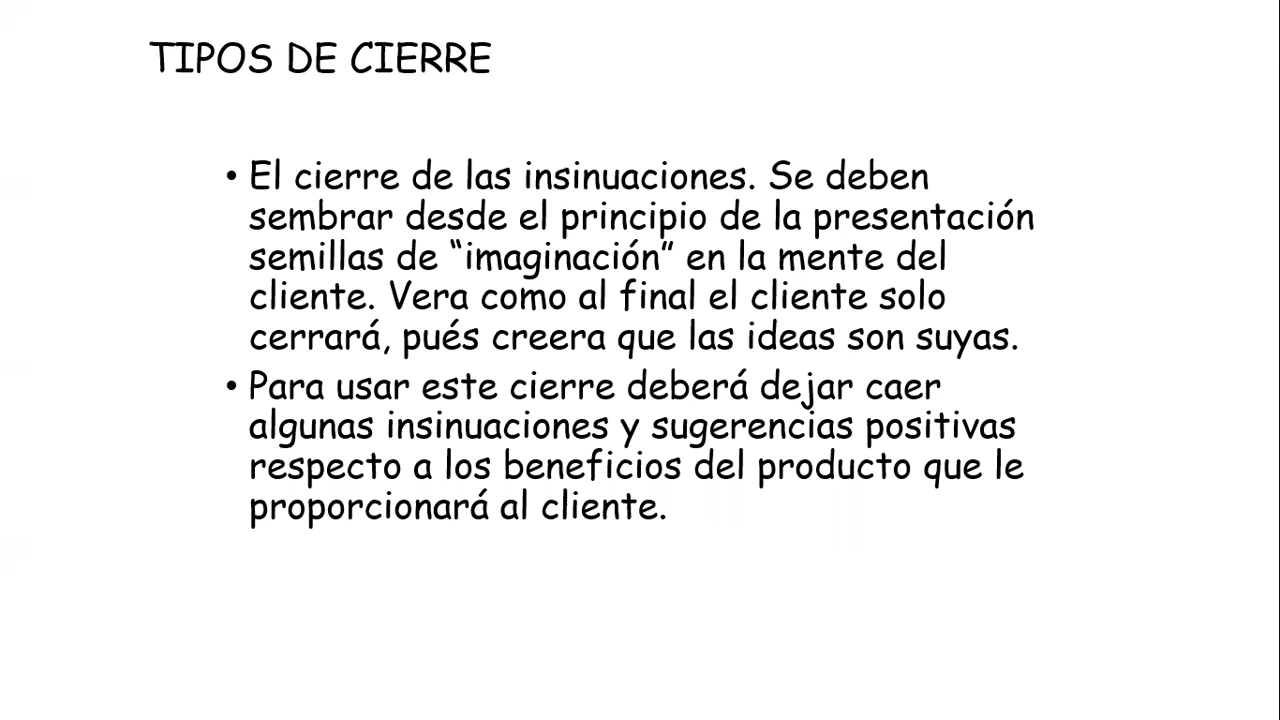 TIPOS DE CIERRE
• El cierre de las insinuaciones. Se deben
sembrar desde el principio de la presentación
semillas de “imaginación” en la mente del
cliente. Vera como al final el cliente solo
cerrará, pués creera que las ideas son suyas.
• Para usar este cierre deberá dejar caer
algunas insinuaciones y sugerencias positivas
respecto a los beneficios del producto que le
proporcionará al cliente.